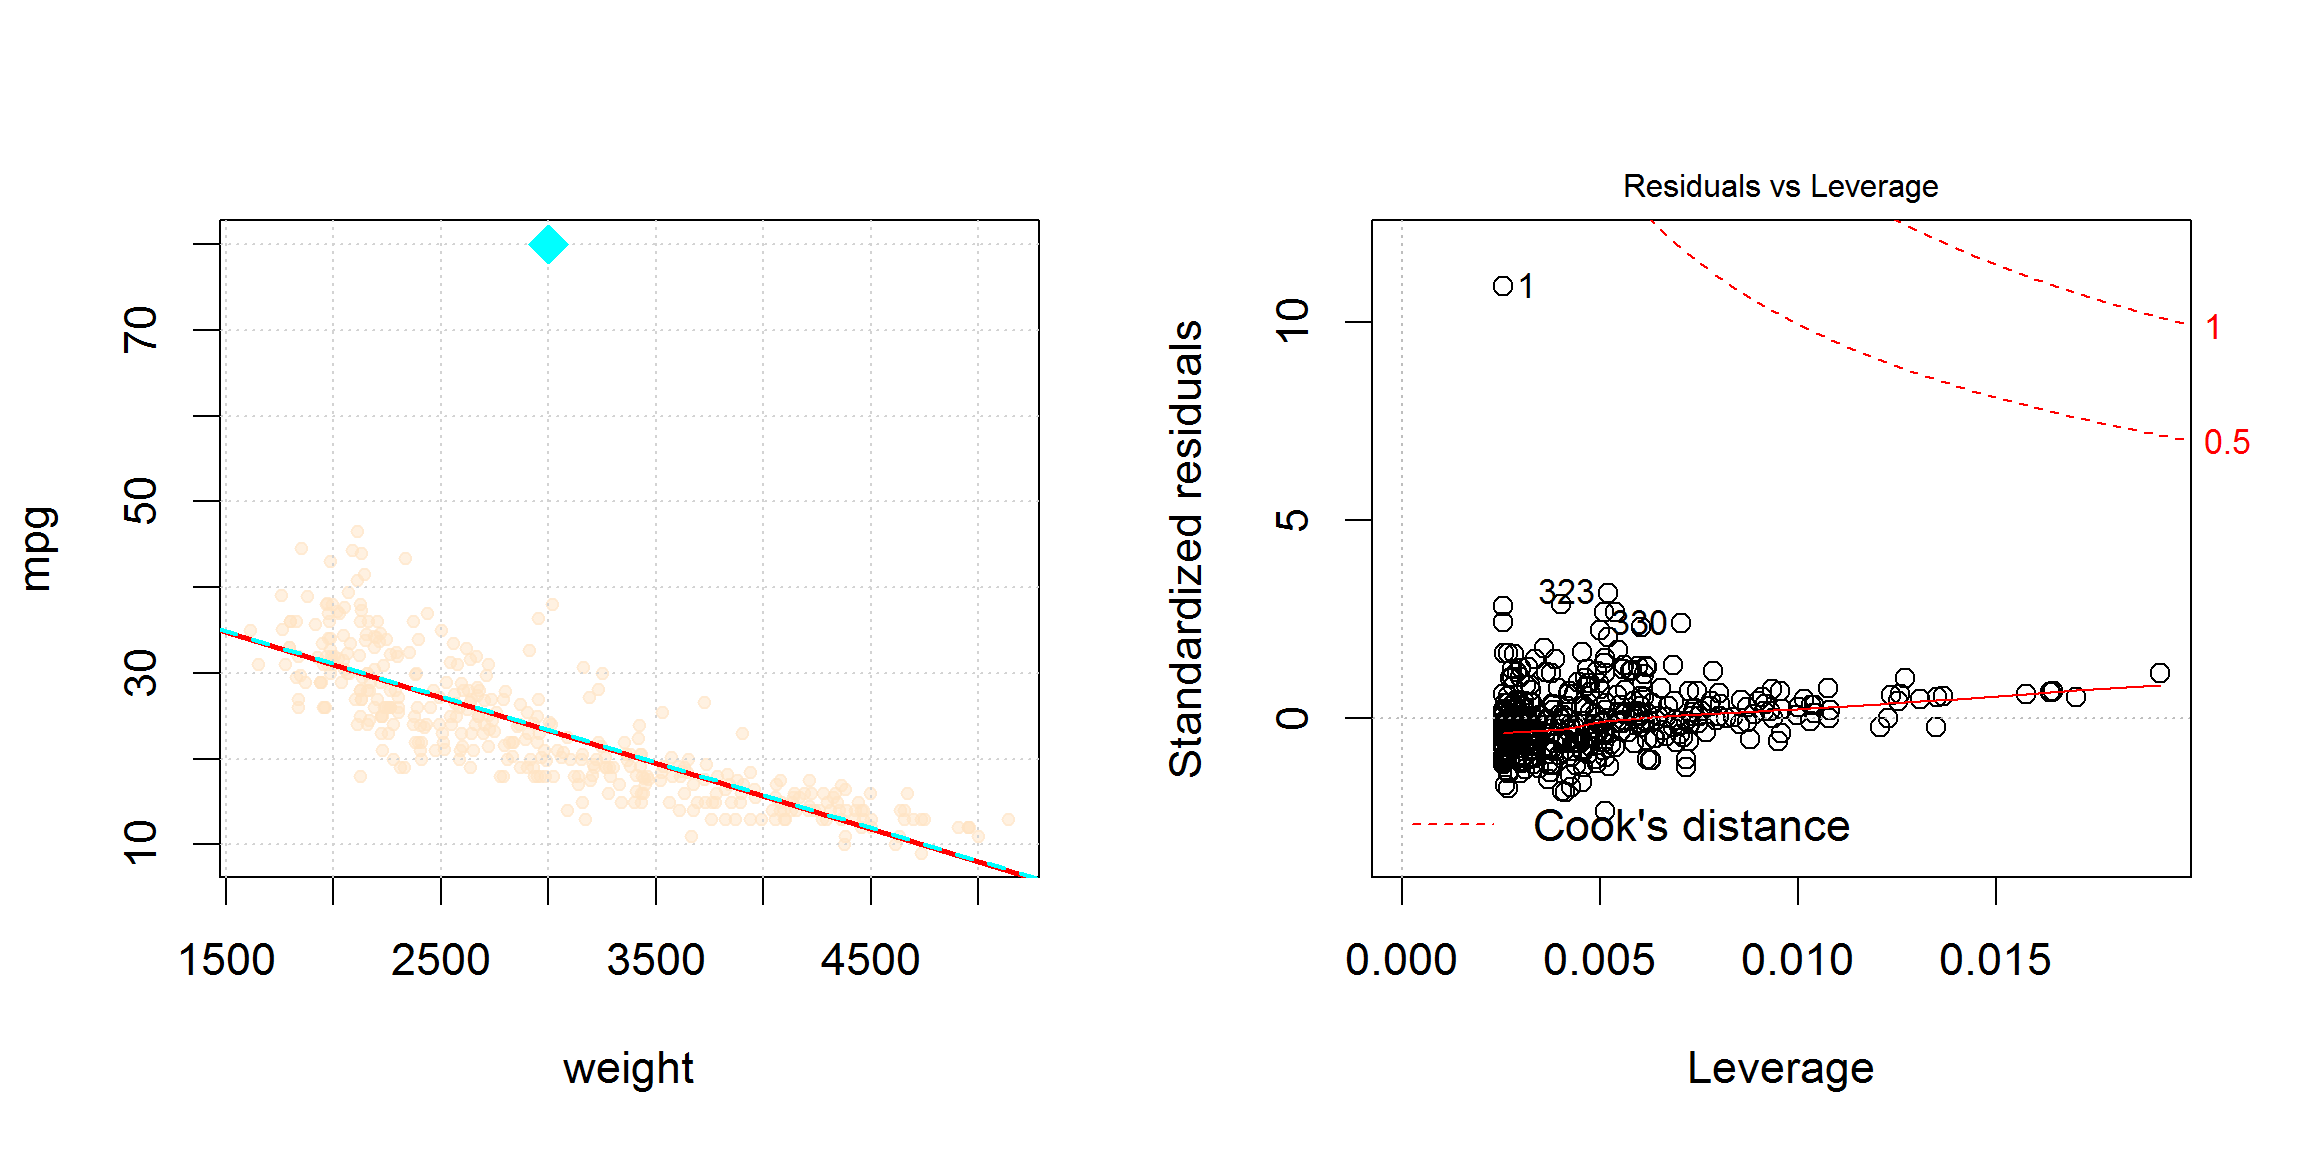 mpg
70
50
30
10
1500 2500 3500 4500
weight
Residuals vs Leverage
Standardized residuals
10
5
0
1
323
330
1
0.5
Cook's distance
0.000 0.005 0.010 0.015
Leverage